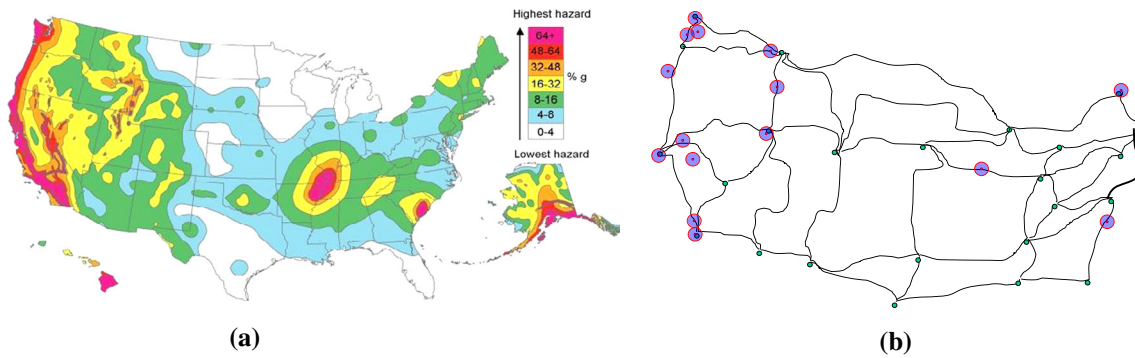 Highest hazard
64+
48-64
32-48
16-32
8-16
4-8
0-4
% g
Lowest hazard
(a)
(b)